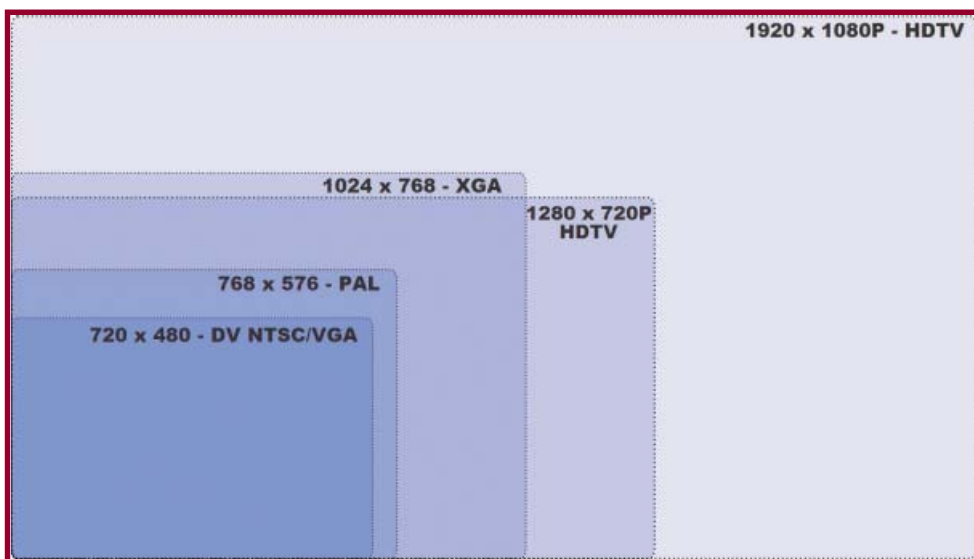 1920 x 1080P - HDTV
1024 x 768 - XGA
1280 x 720P
HDTV
768 x 576 - PAL
720 x 480 - DV NTSC/VGA